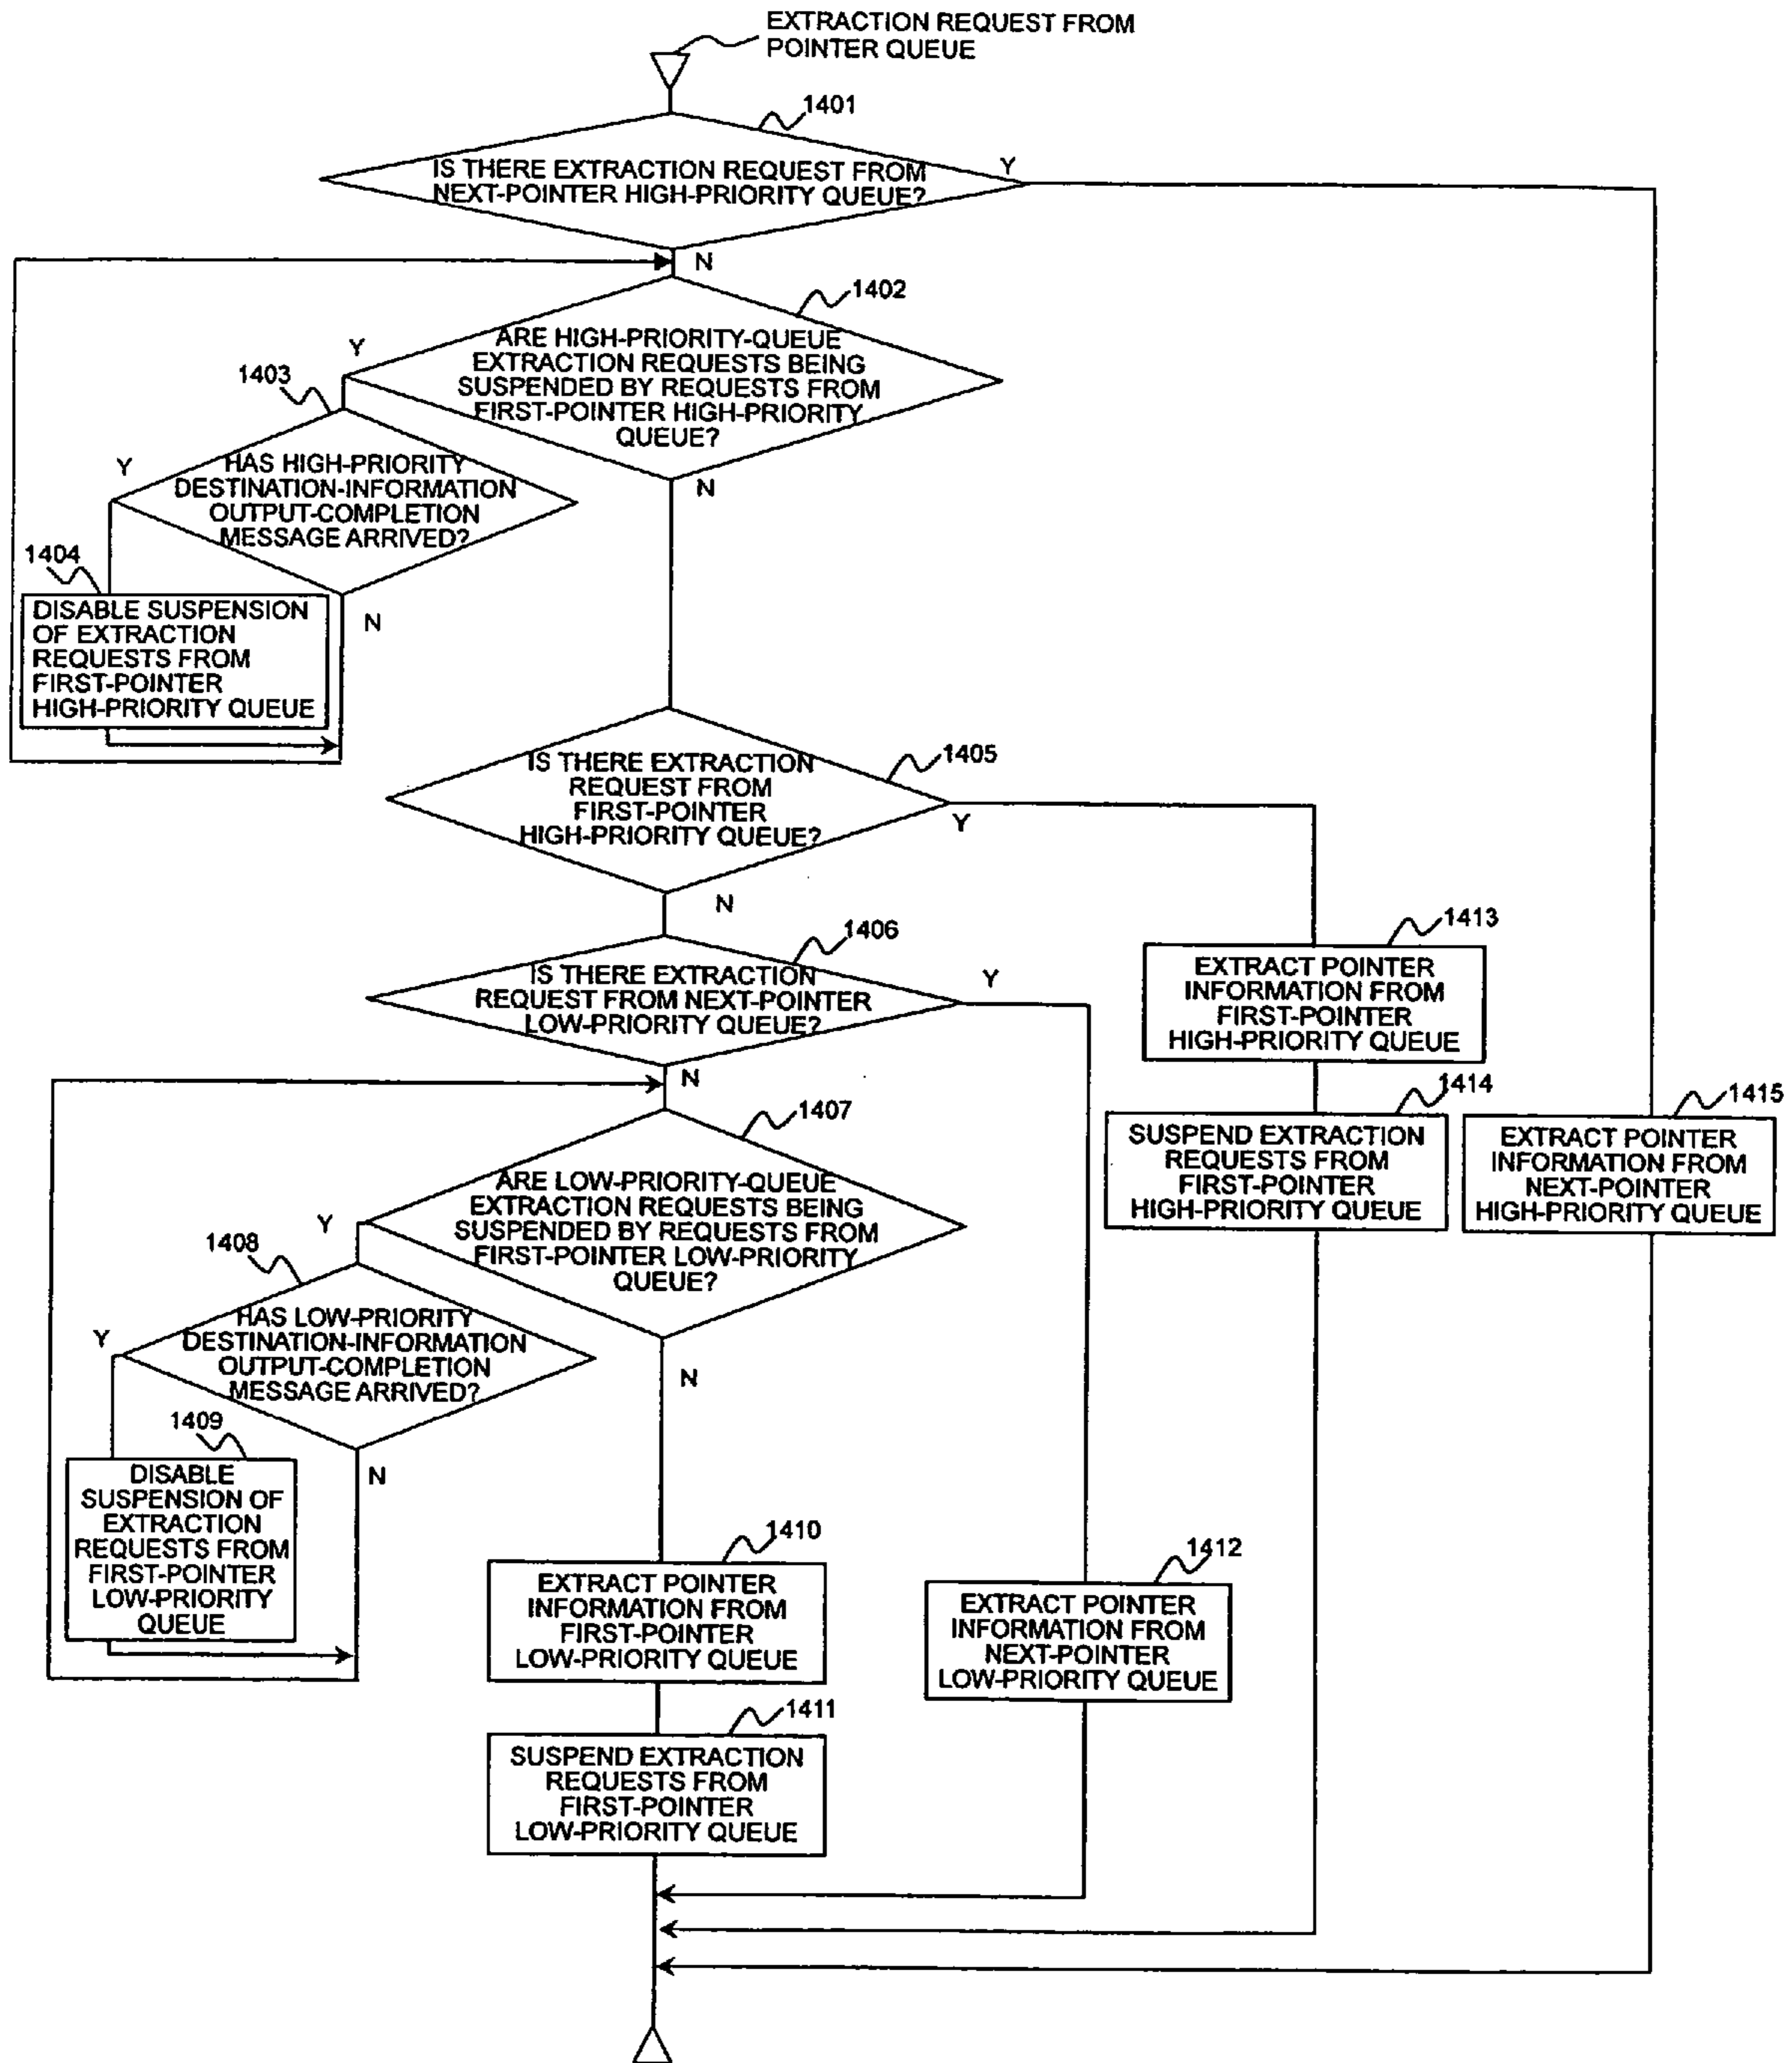 EXTRACTION REQUEST FROM
POINTER QUEUE
1401
IS THERE EXTRACTION REQUEST FROM
NEXT-POINTER HIGH-PRIORITY QUEUE?
Y
N
1402
ARE HIGH-PRIORITY-QUEUE
EXTRACTION REQUESTS BEING
SUSPENDED BY REQUESTS FROM
FIRST-POINTER HIGH-PRIORITY
QUEUE?
Y
N
1403
HAS HIGH-PRIORITY
DESTINATION-INFORMATION
OUTPUT-COMPLETION
MESSAGE ARRIVED?
Y
N
1404
DISABLE SUSPENSION
OF EXTRACTION
REQUESTS FROM
FIRST-POINTER
HIGH-PRIORITY QUEUE
1405
IS THERE EXTRACTION
REQUEST FROM
FIRST-POINTER
HIGH-PRIORITY QUEUE?
Y
N
1406
IS THERE EXTRACTION
REQUEST FROM NEXT-POINTER
LOW-PRIORITY QUEUE?
Y
N
1413
EXTRACT POINTER
INFORMATION FROM
FIRST-POINTER
HIGH-PRIORITY QUEUE
1414
SUSPEND EXTRACTION
REQUESTS FROM
FIRST-POINTER
HIGH-PRIORITY QUEUE
1415
EXTRACT POINTER
INFORMATION FROM
NEXT-POINTER
HIGH-PRIORITY QUEUE
1407
ARE LOW-PRIORITY-QUEUE
EXTRACTION REQUESTS BEING
SUSPENDED BY REQUESTS FROM
FIRST-POINTER LOW-PRIORITY
QUEUE?
Y
N
1408
HAS LOW-PRIORITY
DESTINATION-INFORMATION
OUTPUT-COMPLETION
MESSAGE ARRIVED?
Y
N
1409
DISABLE
SUSPENSION OF
EXTRACTION
REQUESTS FROM
FIRST-POINTER
LOW-PRIORITY
QUEUE
1410
EXTRACT POINTER
INFORMATION FROM
FIRST-POINTER
LOW-PRIORITY QUEUE
1411
SUSPEND EXTRACTION
REQUESTS FROM
FIRST-POINTER
LOW-PRIORITY QUEUE
1412
EXTRACT POINTER
INFORMATION FROM
NEXT-POINTER
LOW-PRIORITY QUEUE